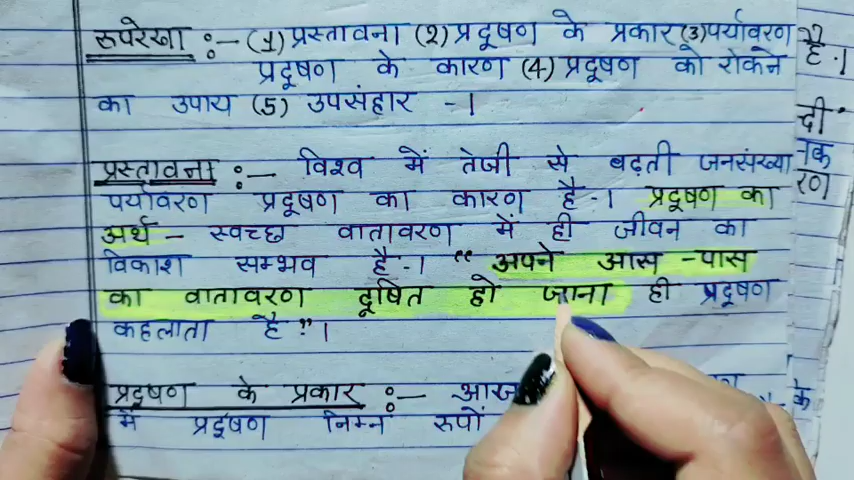 रूपरेखा :- (1) प्रस्तावना (2) प्रदूषण के प्रकार (3) पर्यावरण
प्रदूषण के कारण (4) प्रदूषण को रोकने
का उपाय (5) उपसंहार -।
प्रस्तावना :- विश्व में तेजी से बढ़ती जनसंख्या
पर्यावरण प्रदूषण का कारण है-। प्रदूषण का
अर्थ - स्वच्छ वातावरण में ही जीवन का
विकाश सम्भव है-। “अपने आस-पास
का वातावरण दूषित हो जाना ही प्रदूषण
कहलाता है”।
प्रदूषण के प्रकार :-
में प्रदूषण निम्न रूपों
है।
के